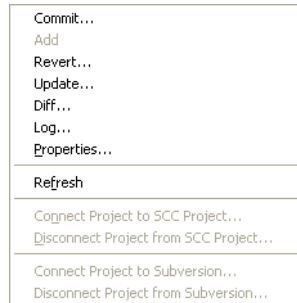 Commit...
Add
Revert...
Update...
Diff...
Log...
Properties...
Refresh
Connect Project to SCC Project...
Disconnect Project from SCC Project...
Connect Project to Subversion...
Disconnect Project from Subversion...